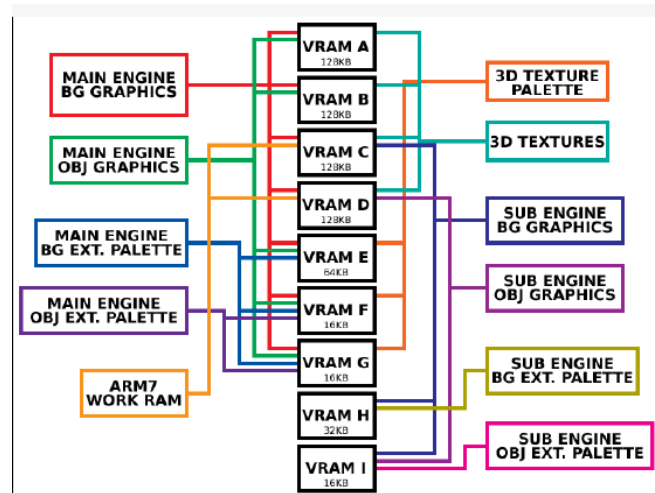 MAIN ENGINE
BG GRAPHICS
MAIN ENGINE
OBJ GRAPHICS
MAIN ENGINE
BG EXT. PALETTE
MAIN ENGINE
OBJ EXT. PALETTE
ARM7
WORK RAM
VRAM A
128KB
VRAM B
128KB
VRAM C
128KB
VRAM D
128KB
VRAM E
64KB
VRAM F
16KB
VRAM G
16KB
VRAM H
32KB
VRAM I
16KB
3D TEXTURE
PALETTE
3D TEXTURES
SUB ENGINE
BG GRAPHICS
SUB ENGINE
OBJ GRAPHICS
SUB ENGINE
BG EXT. PALETTE
SUB ENGINE
OBJ EXT. PALETTE